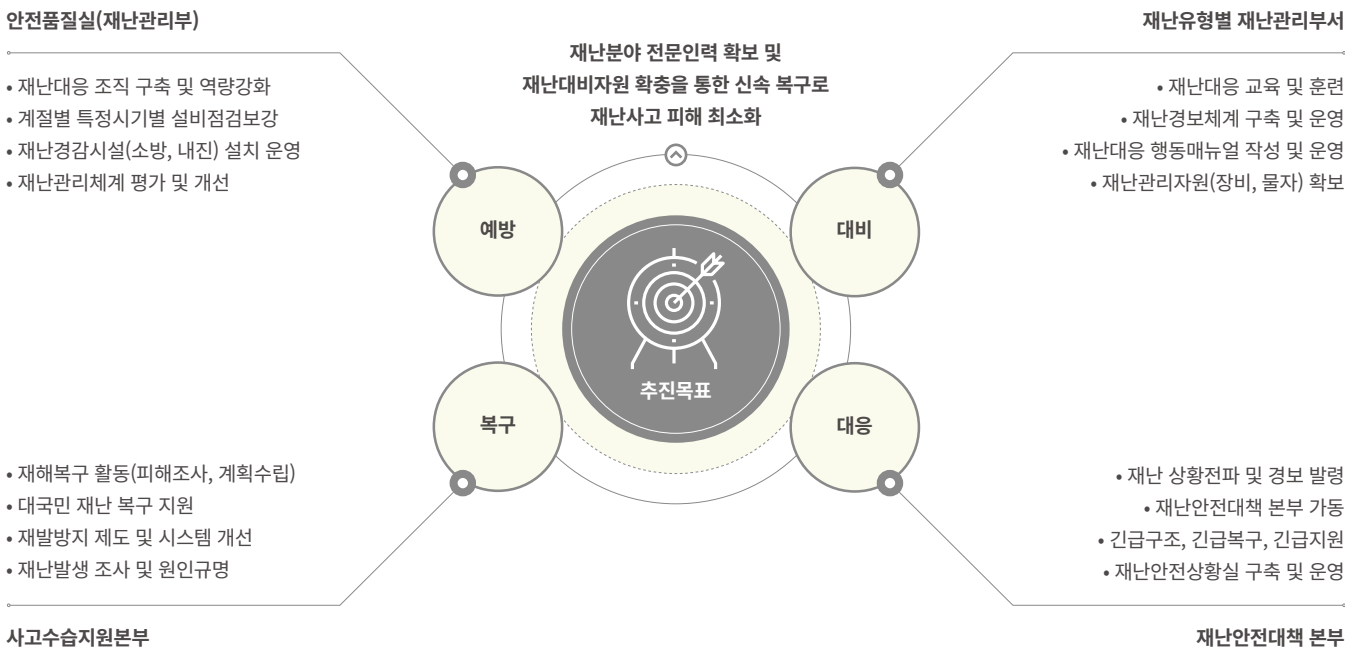 안전품질실(재난관리부)
• 재난대응 조직 구축 및 역량강화
• 계절별 특정시기별 설비점검보강
• 재난경감시설(소방, 내진) 설치 운영
• 재난관리체계 평가 및 개선
재난분야 전문인력 확보 및
재난대비자원 확충을 통한 신속 복구로
재난사고 피해 최소화
재난유형별 재난관리부서
• 재난대응 교육 및 훈련
• 재난경보체계 구축 및 운영
• 재난대응 행동매뉴얼 작성 및 운영
• 재난관리자원(장비, 물자) 확보
예방
대비
추진목표
복구
대응
• 재해복구 활동(피해조사, 계획수립)
• 대국민 재난 복구 지원
• 재발방지 제도 및 시스템 개선
• 재난발생 조사 및 원인규명
사고수습지원본부
• 재난 상황전파 및 경보 발령
• 재난안전대책 본부 가동
• 긴급구조, 긴급복구, 긴급지원
• 재난안전상황실 구축 및 운영
재난안전대책 본부